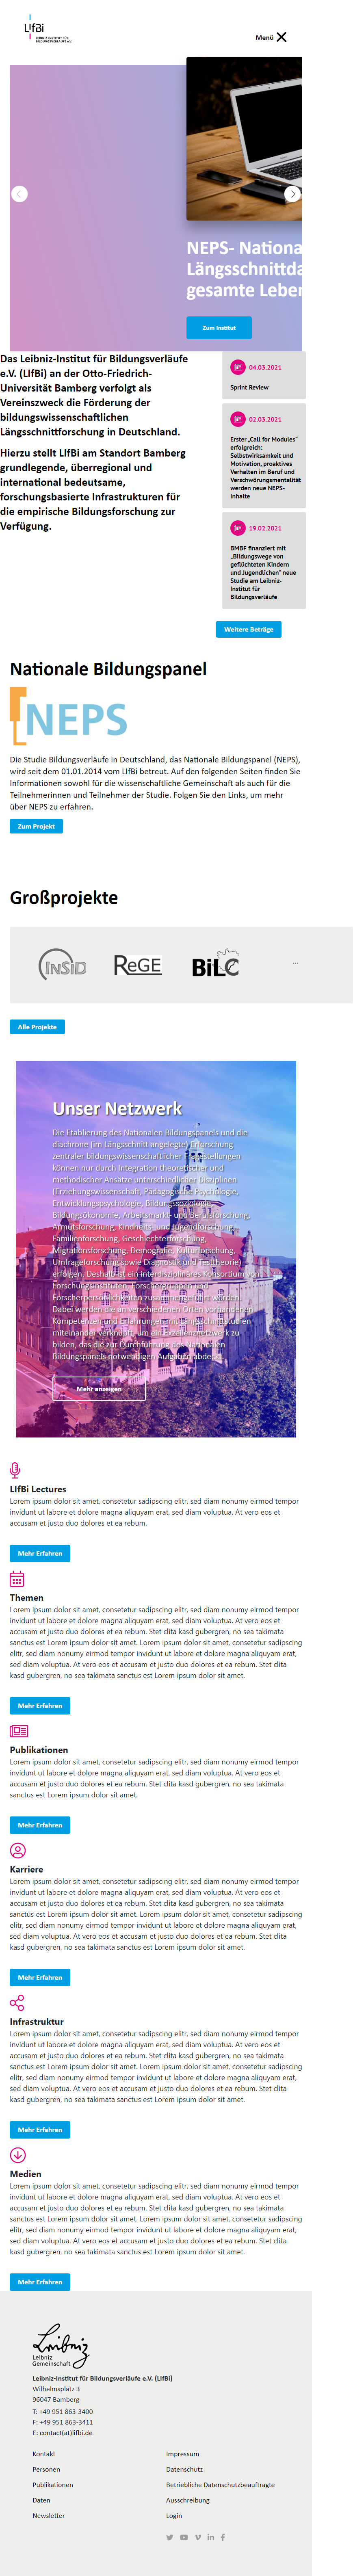 LIfBi
LEIBNIZ-INSTITUT FÜR
BILDUNGSVERLÄUFE e.V.
Menü
NEPS- Nationa
Längsschnittda
gesamte Leben
Zum Institut
Das Leibniz-Institut für Bildungsverläufe
e.V. (LIfBi) an der Otto-Friedrich-
Universität Bamberg verfolgt als
Vereinszweck die Förderung der
bildungswissenschaftlichen
Längsschnittforschung in Deutschland.
Hierzu stellt LIfBi am Standort Bamberg
grundlegende, überregional und
international bedeutsame,
forschungsbasierte Infrastrukturen für
die empirische Bildungsforschung zur
Verfügung.
04.03.2021
Sprint Review
02.03.2021
Erster „Call for Modules"
erfolgreich:
Selbstwirksamkeit und
Motivation, proaktives
Verhalten im Beruf und
Verschwörungsmentalität
werden neue NEPS-
Inhalte
19.02.2021
BMBF finanziert mit
„Bildungswege von
geflüchteten Kindern
und Jugendlichen" neue
Studie am Leibniz-
Institut für
Bildungsverläufe
Weitere Beträge
Nationale Bildungspanel
NEPS
Die Studie Bildungsverläufe in Deutschland, das Nationale Bildungspanel (NEPS),
wird seit dem 01.01.2014 vom LIfBi betreut. Auf den folgenden Seiten finden Sie
Informationen sowohl für die wissenschaftliche Gemeinschaft als auch für die
Teilnehmerinnen und Teilnehmer der Studie. Folgen Sie den Links, um mehr
über NEPS zu erfahren.
Zum Projekt
Großprojekte
INSIDE
ReGE
BiLO
...
Alle Projekte
Unser Netzwerk
Die Etablierung des Nationalen Bildungspanels und die
diachrone (im Längsschnitt angelegte) Erforschung
zentraler bildungswissenschaftlicher Fragestellungen
können nur durch Integration theoretischer und
methodischer Ansätze unterschiedlicher Disziplinen
(Erziehungswissenschaft, Pädagogische Psychologie,
Entwicklungspsychologie, Bildungssoziologie,
Bildungsökonomie, Arbeitsmarkt- und Berufsforschung,
Armutsforschung, Kindheits- und Jugendforschung,
Familienforschung, Geschlechterforschung,
Migrationsforschung, Demografie, Kulturforschung,
Umfrageforschung sowie Diagnostik und Testtheorie)
erfolgen. Deshalb ist ein interdisziplinäres Konsortium von
Forschungsinstituten, Forschergruppen und
Forscherpersönlichkeiten zusammengeführt worden.
Dabei werden die an verschiedenen Orten vorhandenen
Kompetenzen und Erfahrungen mit Längsschnittstudien
miteinander verknüpft, um ein Exzellenznetzwerk zu
bilden, das die zur Durchführung des Nationalen
Bildungspanels notwendigen Aufgaben abdeckt.
Mehr anzeigen
LIfBi Lectures
Lorem ipsum dolor sit amet, consetetur sadipscing elitr, sed diam nonumy eirmod tempor
invidunt ut labore et dolore magna aliquyam erat, sed diam voluptua. At vero eos et
accusam et justo duo dolores et ea rebum.
Mehr Erfahren
Themen
Lorem ipsum dolor sit amet, consetetur sadipscing elitr, sed diam nonumy eirmod tempor
invidunt ut labore et dolore magna aliquyam erat, sed diam voluptua. At vero eos et
accusam et justo duo dolores et ea rebum. Stet clita kasd gubergren, no sea takimata
sanctus est Lorem ipsum dolor sit amet. Lorem ipsum dolor sit amet, consetetur sadipscing
elitr, sed diam nonumy eirmod tempor invidunt ut labore et dolore magna aliquyam erat,
sed diam voluptua. At vero eos et accusam et justo duo dolores et ea rebum. Stet clita
kasd gubergren, no sea takimata sanctus est Lorem ipsum dolor sit amet.
Mehr Erfahren
Publikationen
Lorem ipsum dolor sit amet, consetetur sadipscing elitr, sed diam nonumy eirmod tempor
invidunt ut labore et dolore magna aliquyam erat, sed diam voluptua. At vero eos et
accusam et justo duo dolores et ea rebum. Stet clita kasd gubergren, no sea takimata
sanctus est Lorem ipsum dolor sit amet.
Mehr Erfahren
Karriere
Lorem ipsum dolor sit amet, consetetur sadipscing elitr, sed diam nonumy eirmod tempor
invidunt ut labore et dolore magna aliquyam erat, sed diam voluptua. At vero eos et
accusam et justo duo dolores et ea rebum. Stet clita kasd gubergren, no sea takimata
sanctus est Lorem ipsum dolor sit amet. Lorem ipsum dolor sit amet, consetetur sadipscing
elitr, sed diam nonumy eirmod tempor invidunt ut labore et dolore magna aliquyam erat,
sed diam voluptua. At vero eos et accusam et justo duo dolores et ea rebum. Stet clita
kasd gubergren, no sea takimata sanctus est Lorem ipsum dolor sit amet.
Mehr Erfahren
Infrastruktur
Lorem ipsum dolor sit amet, consetetur sadipscing elitr, sed diam nonumy eirmod tempor
invidunt ut labore et dolore magna aliquyam erat, sed diam voluptua. At vero eos et
accusam et justo duo dolores et ea rebum. Stet clita kasd gubergren, no sea takimata
sanctus est Lorem ipsum dolor sit amet. Lorem ipsum dolor sit amet, consetetur sadipscing
elitr, sed diam nonumy eirmod tempor invidunt ut labore et dolore magna aliquyam erat,
sed diam voluptua. At vero eos et accusam et justo duo dolores et ea rebum. Stet clita
kasd gubergren, no sea takimata sanctus est Lorem ipsum dolor sit amet.
Mehr Erfahren
Medien
Lorem ipsum dolor sit amet, consetetur sadipscing elitr, sed diam nonumy eirmod tempor
invidunt ut labore et dolore magna aliquyam erat, sed diam voluptua. At vero eos et
accusam et justo duo dolores et ea rebum. Stet clita kasd gubergren, no sea takimata
sanctus est Lorem ipsum dolor sit amet. Lorem ipsum dolor sit amet, consetetur sadipscing
elitr, sed diam nonumy eirmod tempor invidunt ut labore et dolore magna aliquyam erat,
sed diam voluptua. At vero eos et accusam et justo duo dolores et ea rebum. Stet clita
kasd gubergren, no sea takimata sanctus est Lorem ipsum dolor sit amet.
Mehr Erfahren
Leibniz
Leibniz
Gemeinschaft
Leibniz-Institut für Bildungsverläufe e.V. (LIfBi)
Wilhelmsplatz 3
96047 Bamberg
T: +49 951 863-3400
F: +49 951 863-3411
E: contact(at)lifbi.de
Kontakt
Personen
Publikationen
Daten
Newsletter
Impressum
Datenschutz
Betriebliche Datenschutzbeauftragte
Ausschreibung
Login